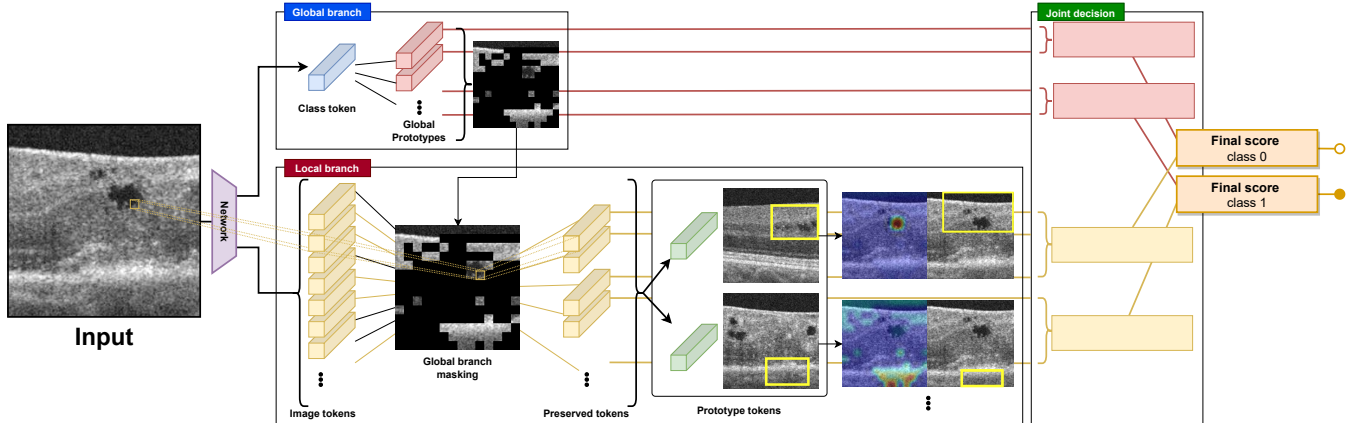 Global branch
Joint decision
Class token
Global
Prototypes
Final score
class 0
Local branch
Network
Final score
class 1
Input
Global branch
masking
Image tokens
Preserved tokens
Prototype tokens